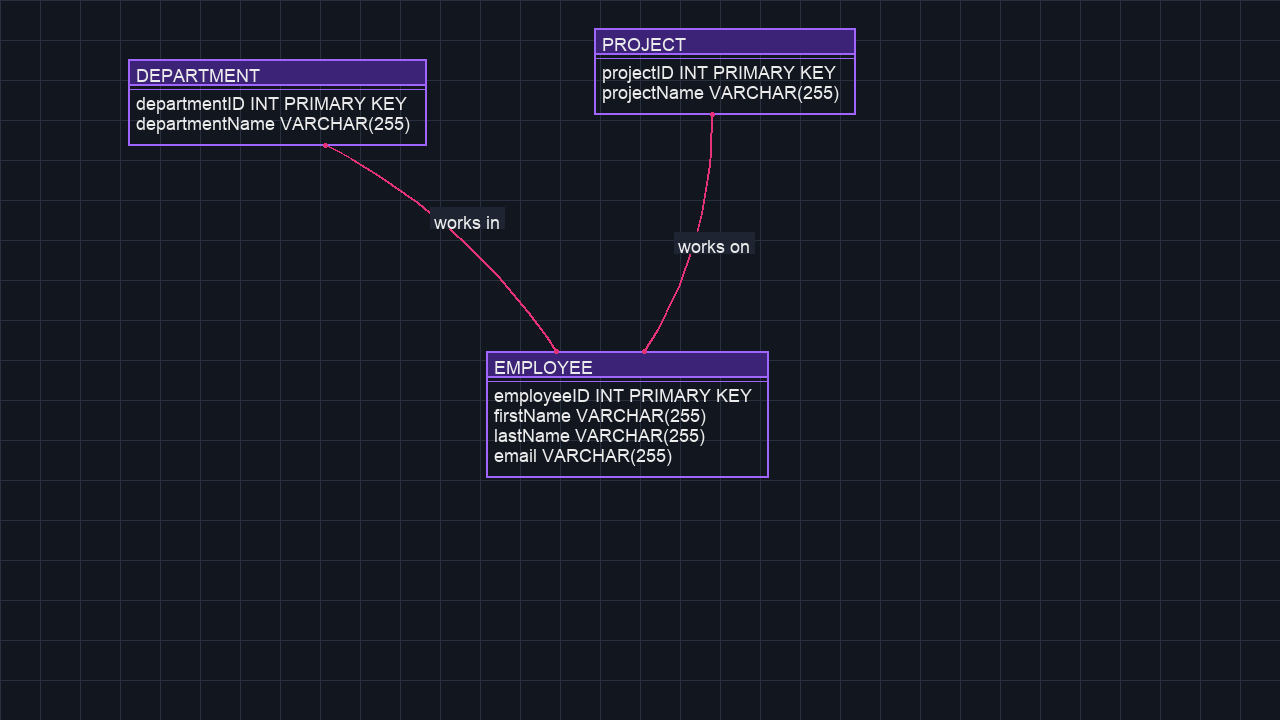 DEPARTMENT
departmentID INT PRIMARY KEY
departmentName VARCHAR(255)
PROJECT
projectID INT PRIMARY KEY
projectName VARCHAR(255)
works in
works on
EMPLOYEE
employeeID INT PRIMARY KEY
firstName VARCHAR(255)
lastName VARCHAR(255)
email VARCHAR(255)